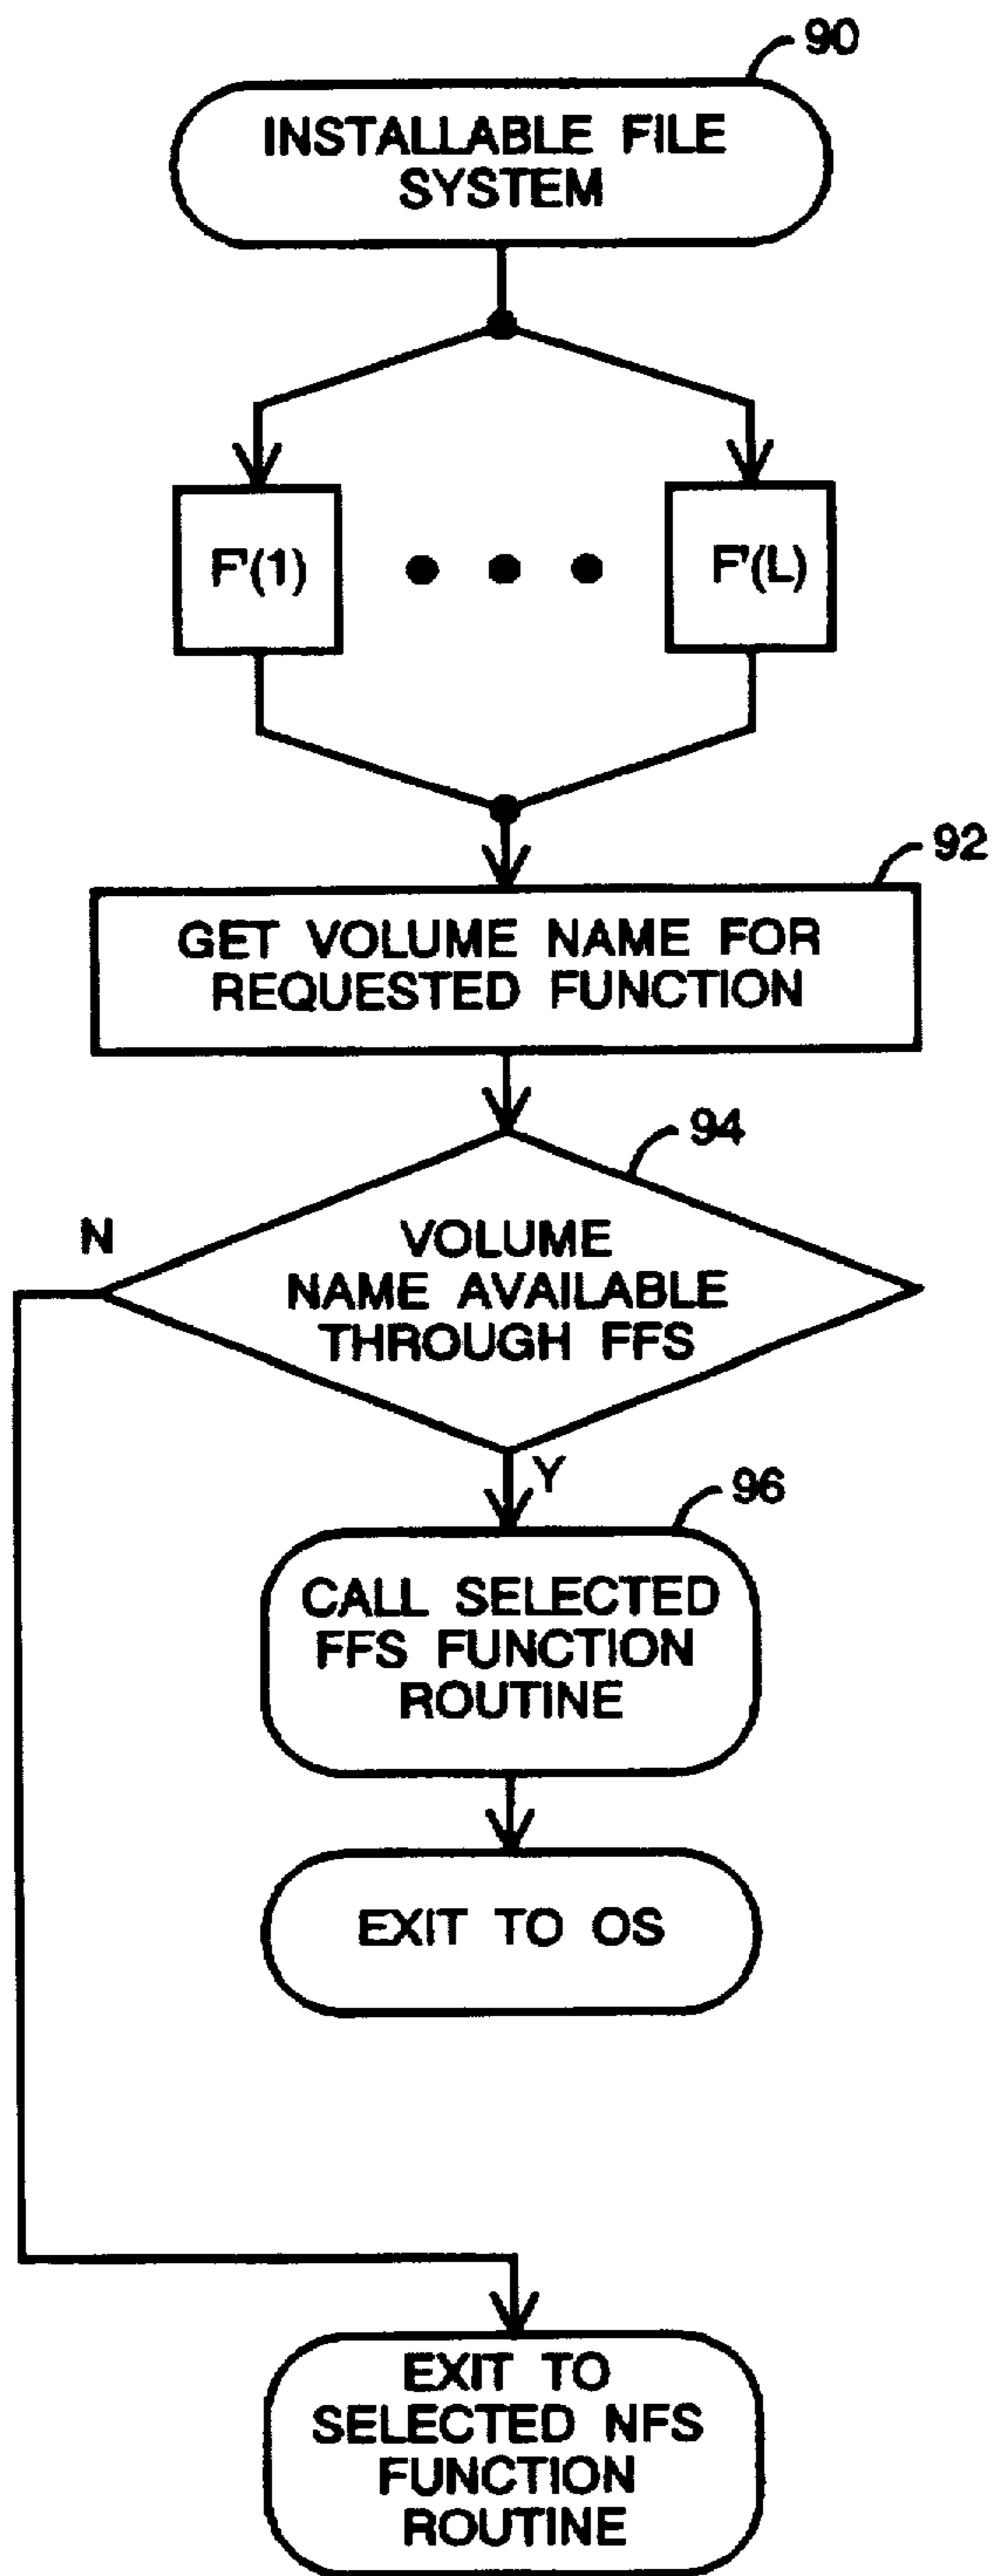 90
INSTALLABLE FILE
SYSTEM
F'(1)
F'(L)
92
GET VOLUME NAME FOR
REQUESTED FUNCTION
94
N
VOLUME
NAME AVAILABLE
THROUGH FFS
Y
96
CALL SELECTED
FFS FUNCTION
ROUTINE
EXIT TO OS
EXIT TO
SELECTED NFS
FUNCTION
ROUTINE